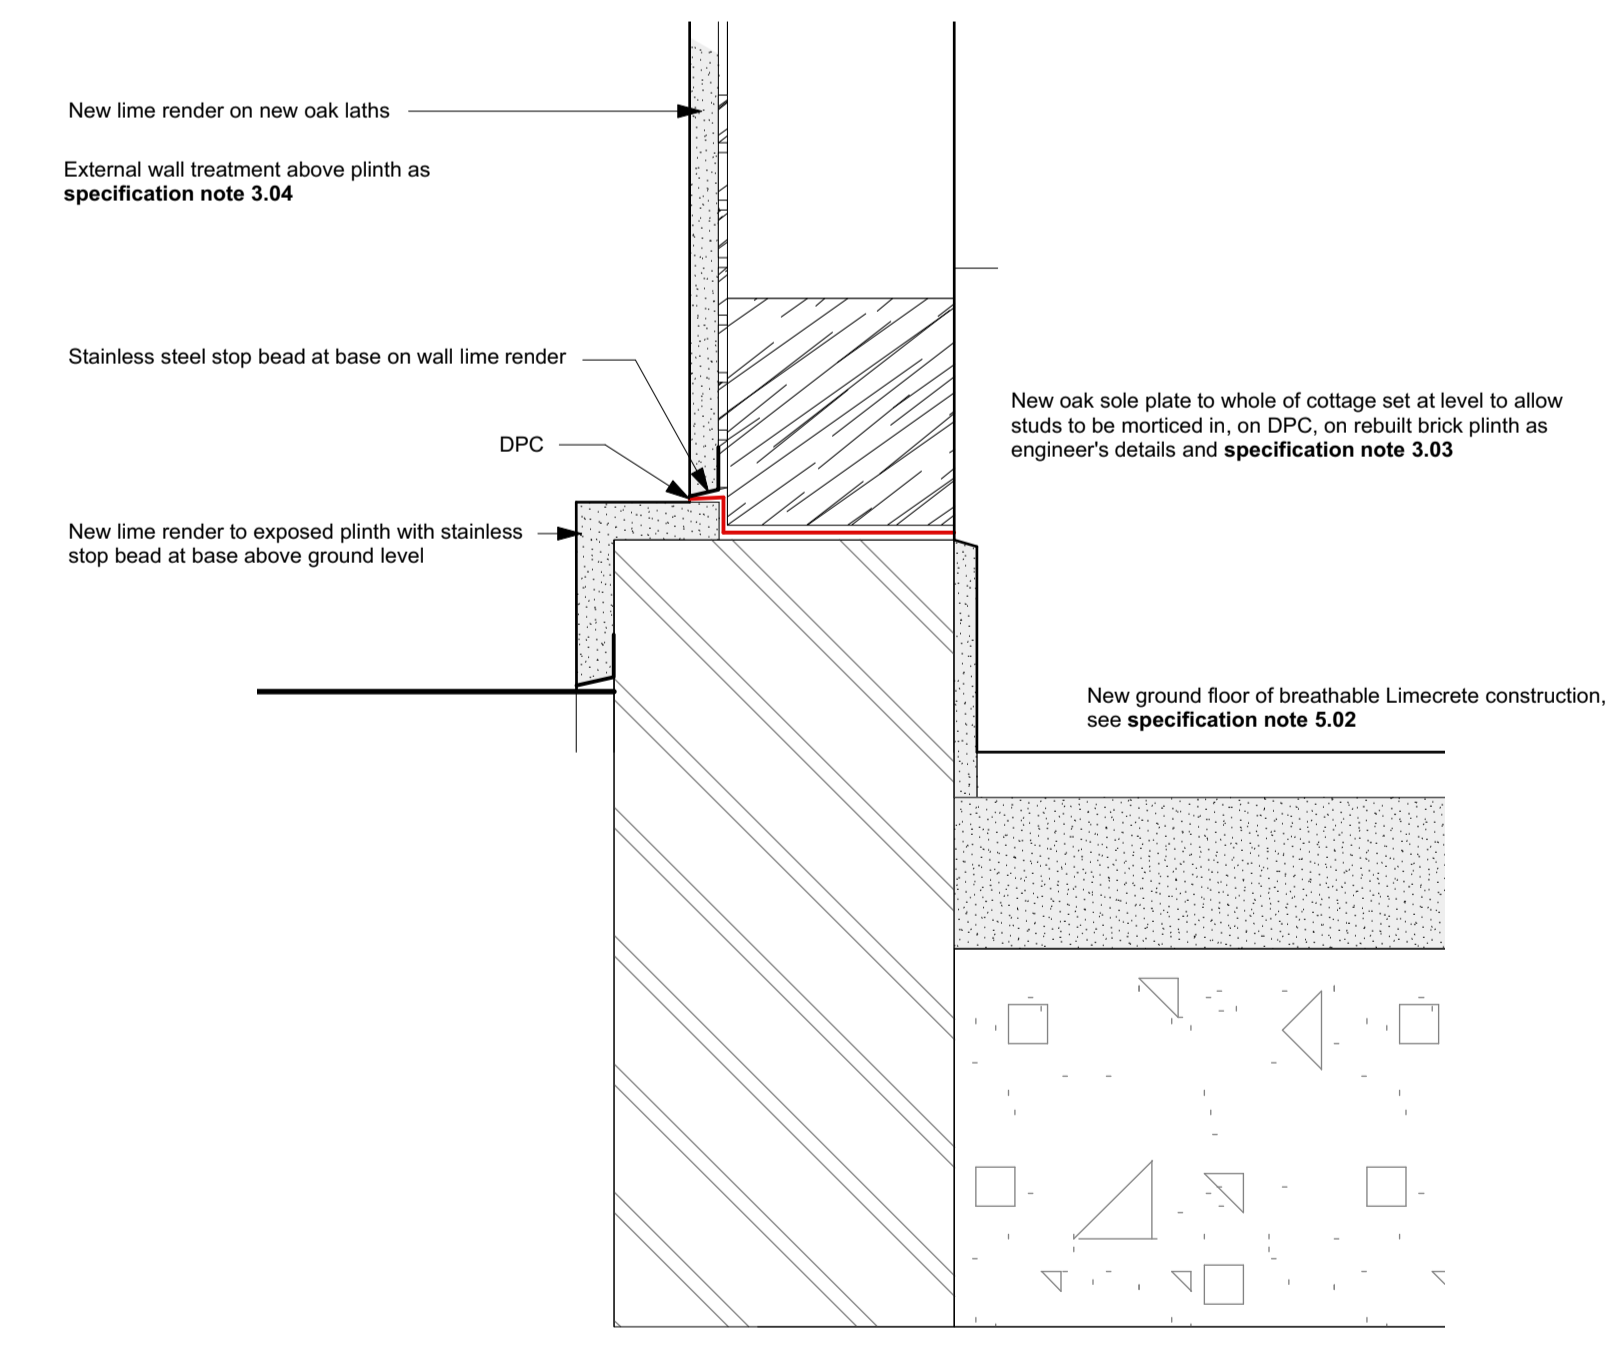 New lime render on new oak laths
External wall treatment above plinth as
specification note 3.04
Stainless steel stop bead at base on wall lime render
DPC
New lime render to exposed plinth with stainless
stop bead at base above ground level
New oak sole plate to whole of cottage set at level to allow
studs to be morticed in, on DPC, on rebuilt brick plinth as
engineer's details and specification note 3.03
New ground floor of breathable Limecrete construction,
see specification note 5.02